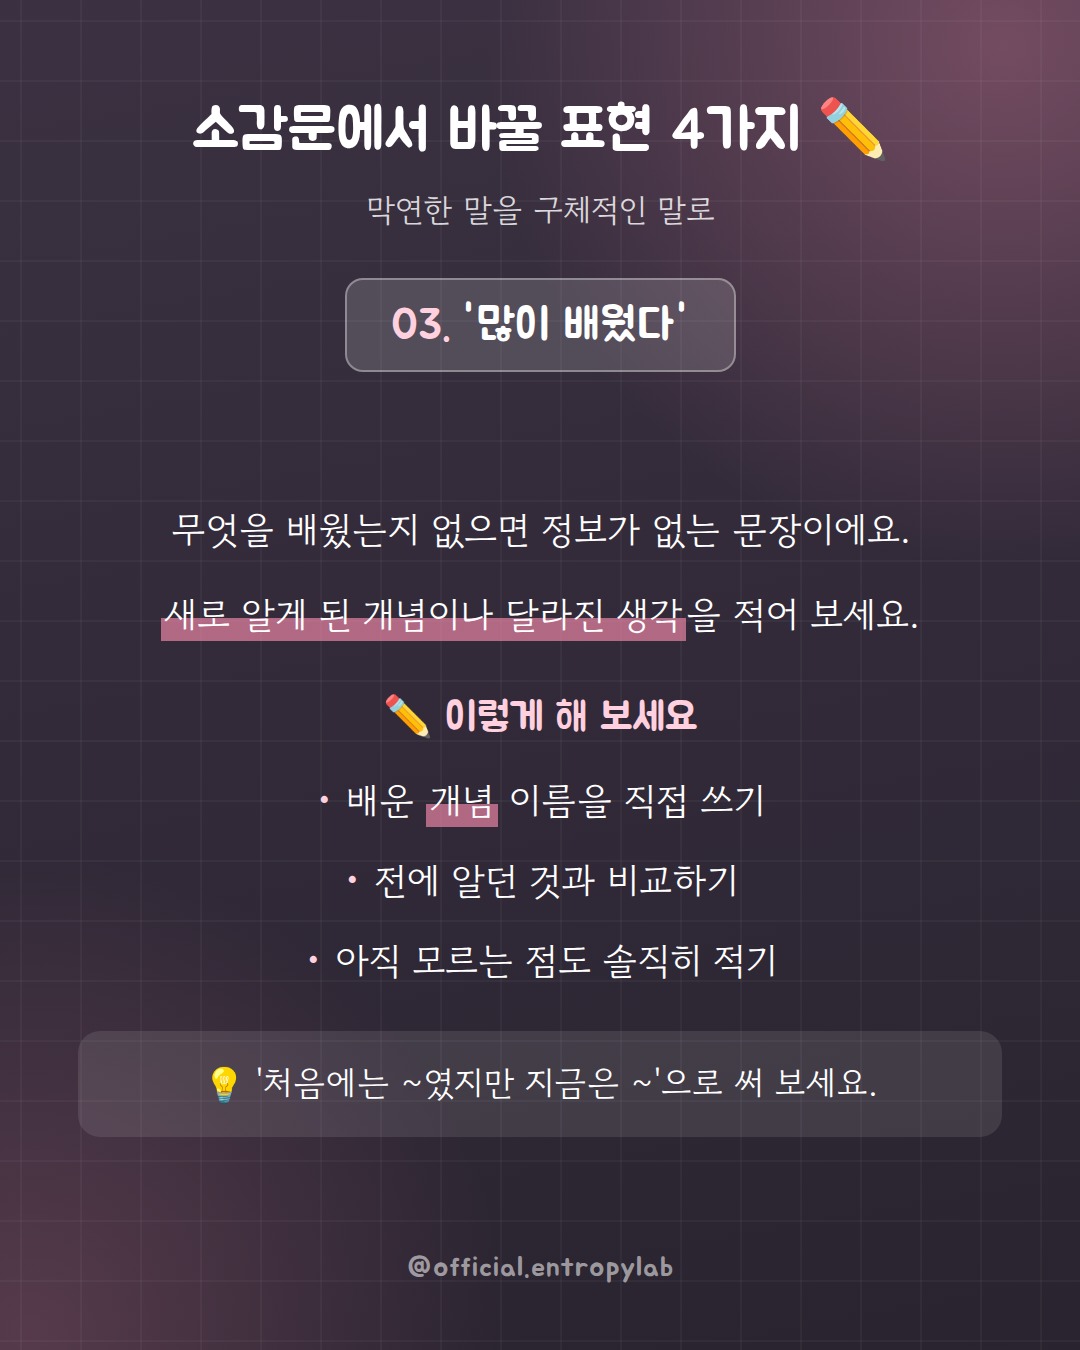 소감문에서 바꿀 표현 4가지 ✏️
막연한 말을 구체적인 말로
03. '많이 배웠다'
무엇을 배웠는지 없으면 정보가 없는 문장이에요.
새로 알게 된 개념이나 달라진 생각을 적어 보세요.
✏️ 이렇게 해 보세요
• 배운 개념 이름을 직접 쓰기
• 전에 알던 것과 비교하기
• 아직 모르는 점도 솔직히 적기
💡 '처음에는 ~였지만 지금은 ~'으로 써 보세요.
@official.entropylab